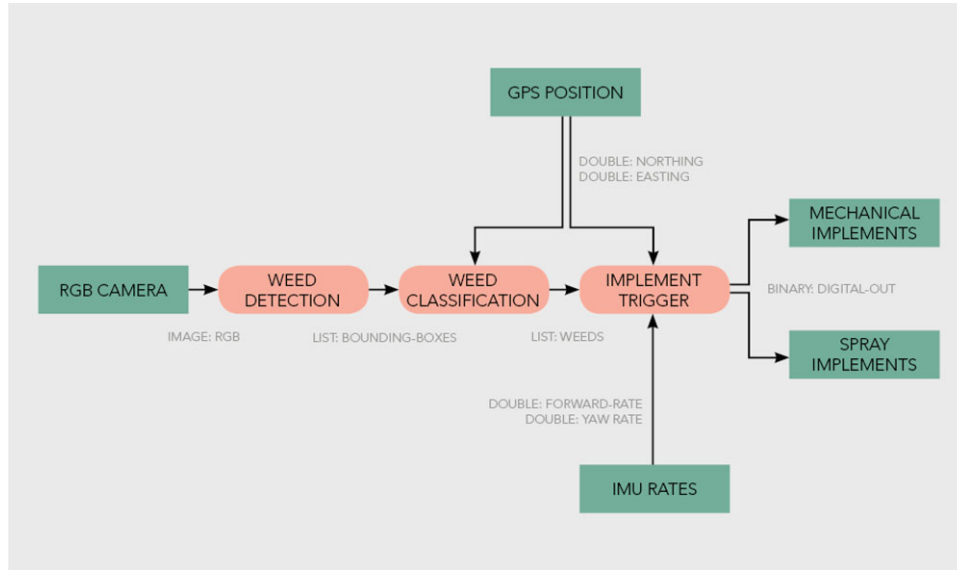 GPS POSITION
DOUBLE: NORTHING
DOUBLE: EASTING
MECHANICAL
IMPLEMENTS
RGB CAMERA
WEED
DETECTION
WEED
CLASSIFICATION
IMPLEMENT
TRIGGER
BINARY: DIGITAL-OUT
IMAGE: RGB
LIST: BOUNDING-BOXES
LIST: WEEDS
SPRAY
IMPLEMENTS
DOUBLE: FORWARD-RATE
DOUBLE: YAW RATE
IMU RATES